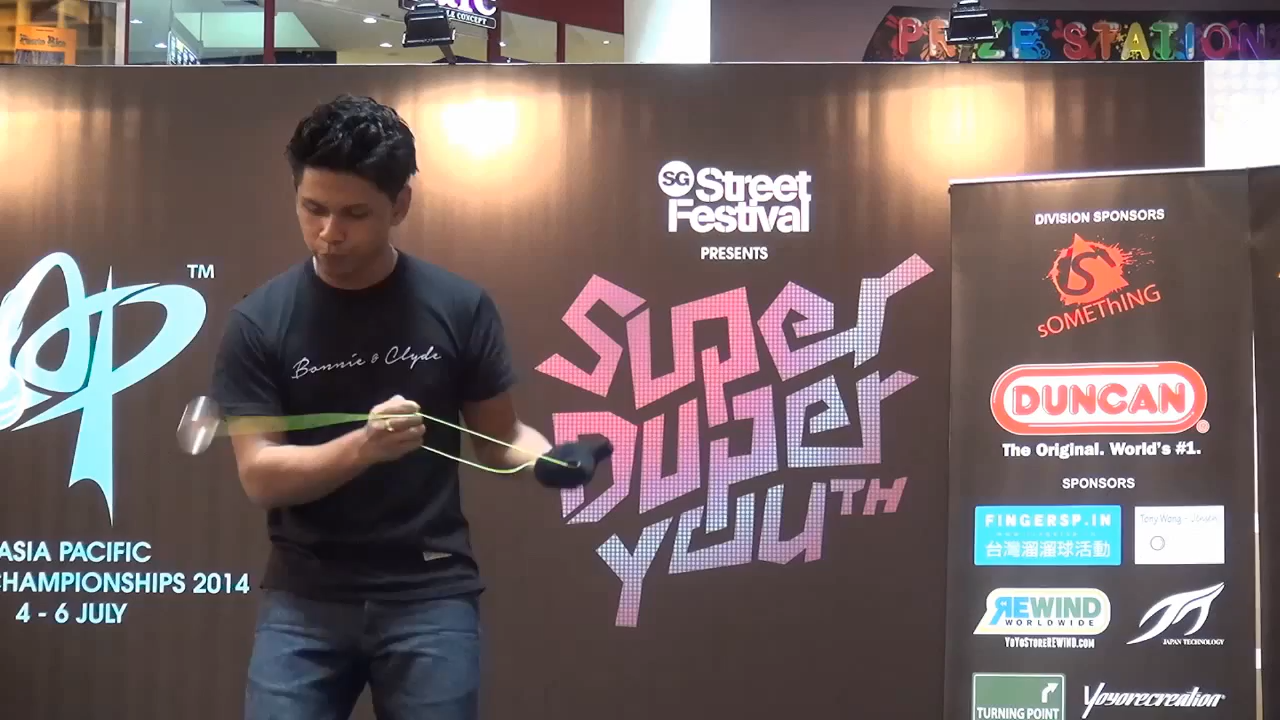 PRIZE STATION
TM
AP
ASIA PACIFIC
CHAMPIONSHIPS 2014
4 - 6 JULY
Bonnie & Clyde
SG
Street
Festival
PRESENTS
Super
Duper
YOUTH
DIVISION SPONSORS
sOMEThING
DUNCAN
The Original. World's #1.
SPONSORS
FINGERSP.IN
台灣溜溜球活動
REWIND
WORLDWIDE
YOYOSTOREREWIND.COM
JAPAN TECHNOLOGY
TURNING POINT
Yoyorecreation